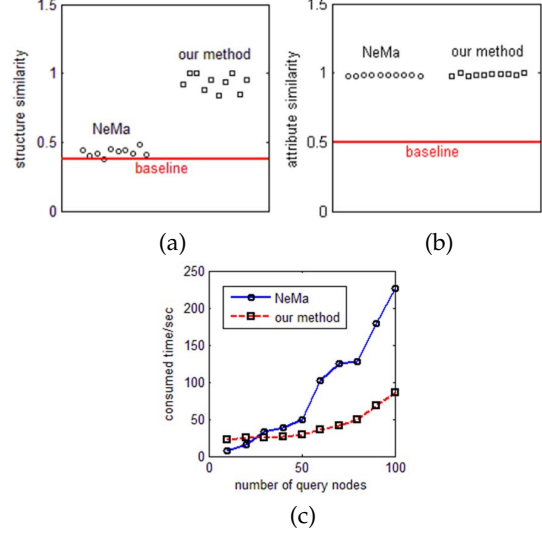 structure similarity
1.5
1
0.5
0
our method
NeMa
baseline
(a)
attribute similarity
1.5
1
0.5
0
NeMa
our method
baseline
(b)
consumed time/sec
250
200
150
100
50
0
NeMa
our method
0 50 100
number of query nodes
(c)